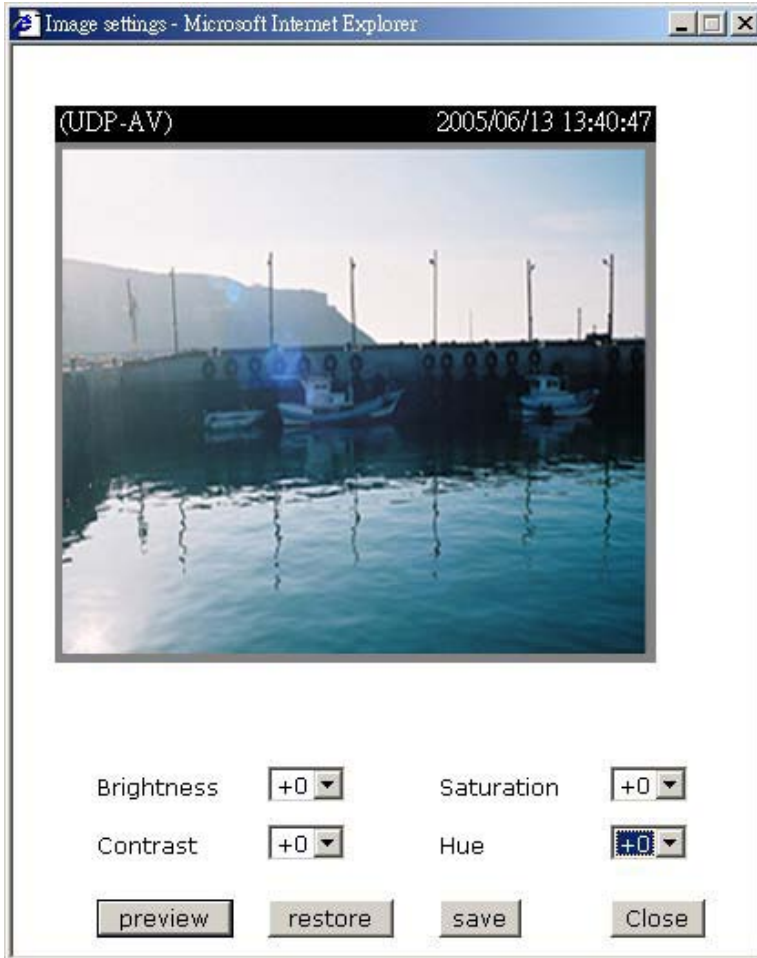 Image settings - Microsoft Internet Explorer
(UDP-AV) 2005/06/13 13:40:47
Brightness +0 Saturation +0
Contrast +0 Hue +0
preview restore save Close